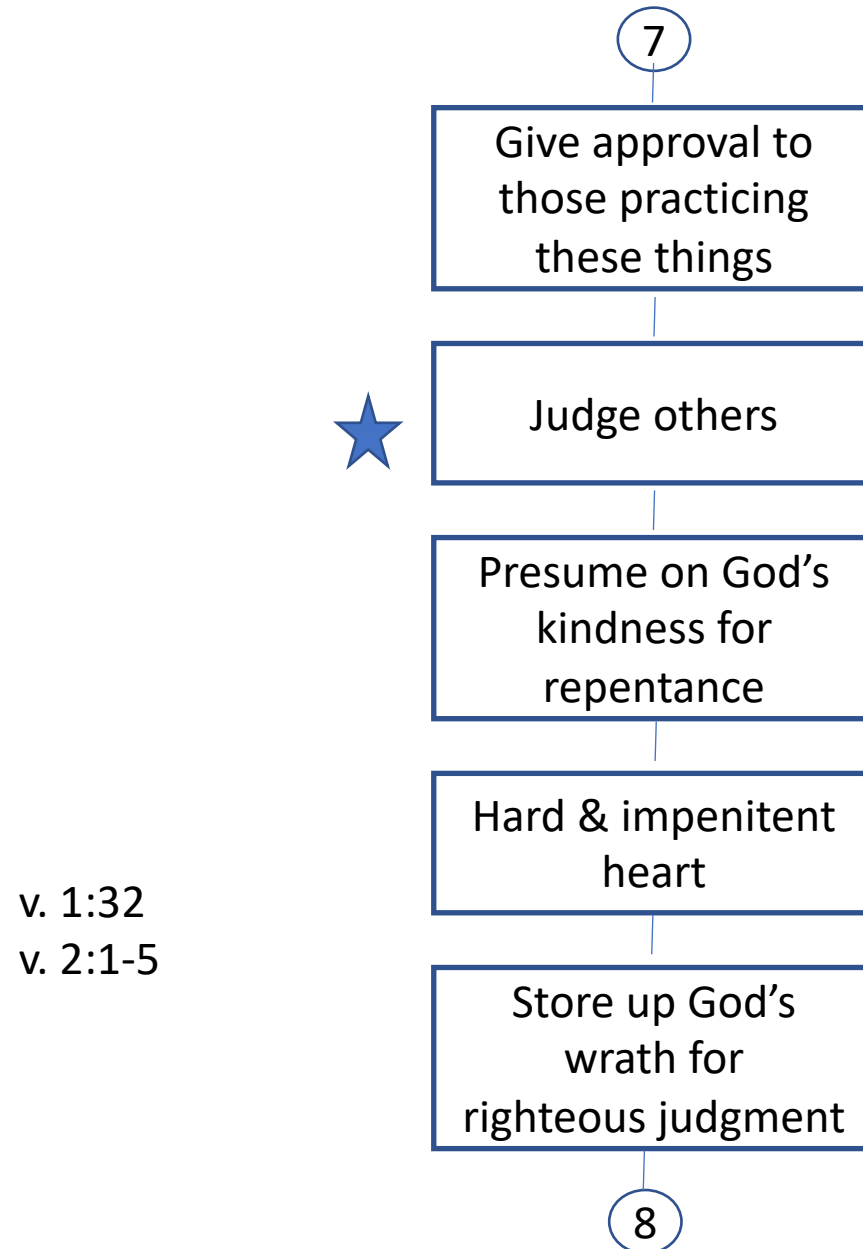 7
Give approval to
those practicing
these things
Judge others
Presume on God’s
kindness for
repentance
Hard & impenitent
heart
v. 1:32
v. 2:1-5
Store up God’s
wrath for
righteous judgment
8